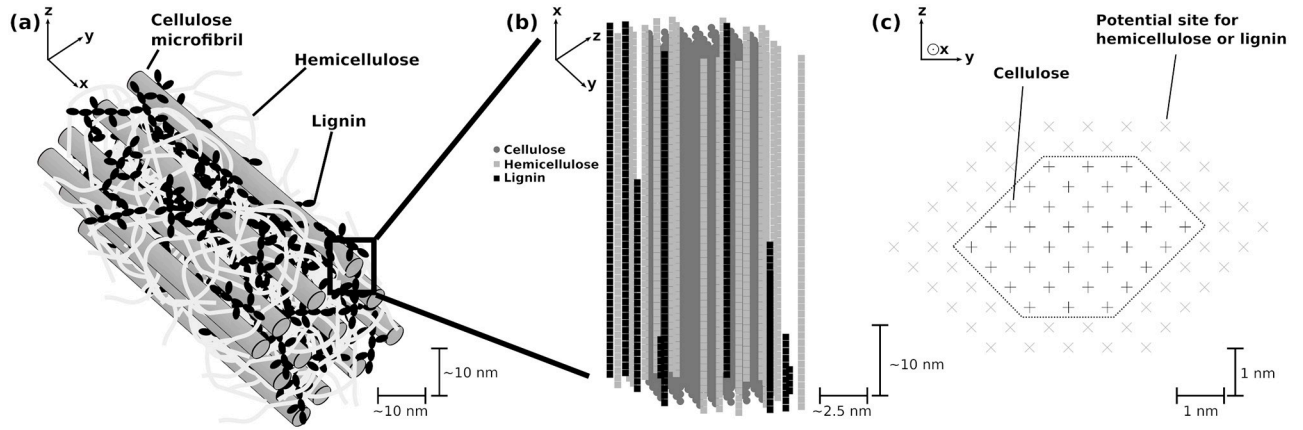 (a)
z
y
x
Cellulose
microfibril
Hemicellulose
Lignin
~10 nm
~10 nm
(b)
x
z
y
Cellulose
Hemicellulose
Lignin
~10 nm
~2.5 nm
(c)
z
x
y
Cellulose
Potential site for
hemicellulose or lignin
1 nm
1 nm